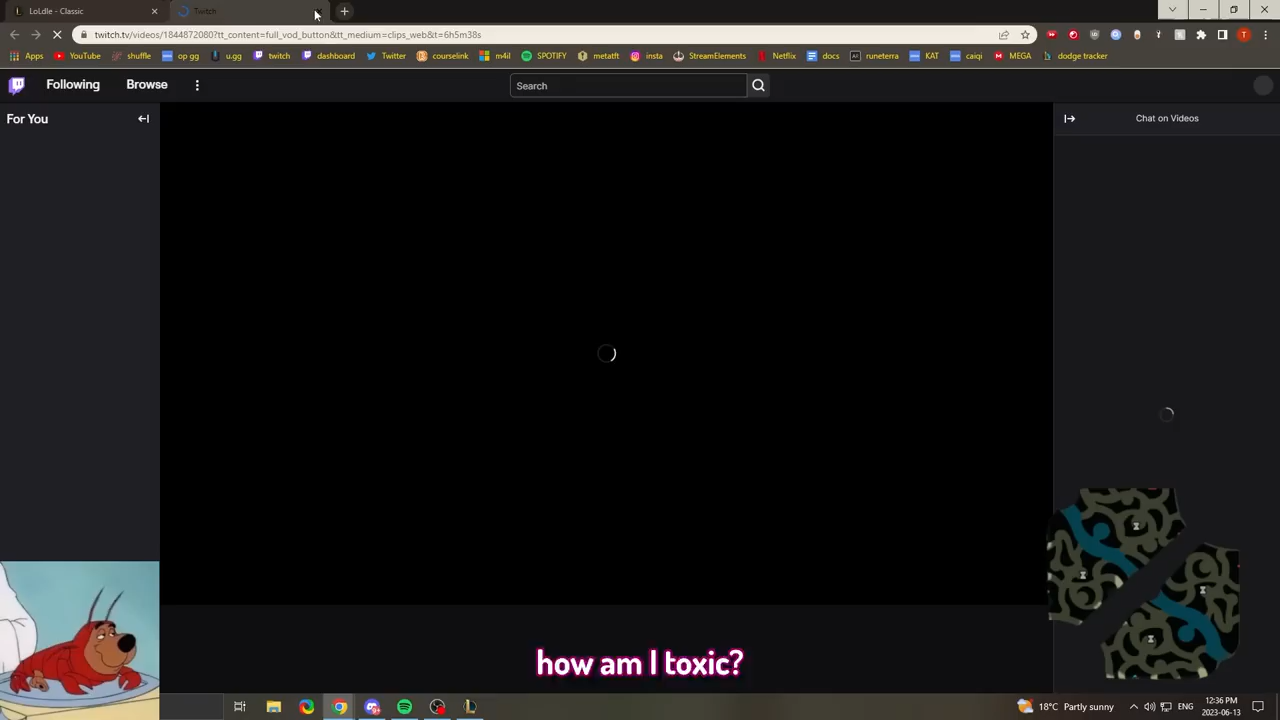 LoLdle - Classic
Twitch
twitch.tv/videos/1844872080?tt_content=full_vod_button&tt_medium=clips_web&t=6h5m38s
Apps YouTube shuffle op gg u.gg twitch dashboard Twitter courselink m4il SPOTIFY metatft insta StreamElements Netflix docs runeterra KAT caiqi MEGA dodge tracker
Following Browse Search
For You
Chat on Videos
how am I toxic?
18°C Partly sunny ENG 12:36 PM
2023-06-13